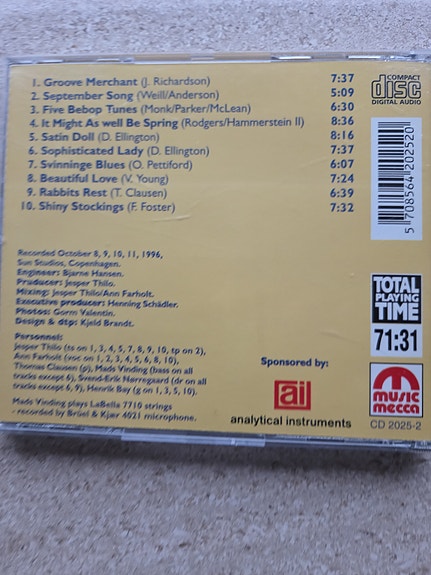 1. Groove Merchant (J. Richardson) 7:37
2. September Song (Weill/Anderson) 5:09
3. Five Bebop Tunes (Monk/Parker/McLean) 6:30
4. It Might As well Be Spring (Rodgers/Hammerstein II) 8:36
5. Satin Doll (D. Ellington) 8:16
6. Sophisticated Lady (D. Ellington) 7:37
7. Svinninge Blues (O. Pettiford) 6:07
8. Beautiful Love (V. Young) 7:24
9. Rabbits Rest (T. Clausen) 6:39
10. Shiny Stockings (F. Foster) 7:32
COMPACT
disc
DIGITAL AUDIO
5 708564 202520
Recorded October 8, 9, 10, 11, 1996,
Sun Studios, Copenhagen.
Engineer: Bjarne Hansen.
Producer: Jesper Thilo.
Mixing: Jesper Thilo/Ann Farholt.
Executive producer: Henning Schädler.
Photos: Gorm Valentin.
Design & dtp: Kjeld Brandt.
Personnel:
Jesper Thilo (ts on 1, 3, 4, 5, 7, 8, 9, 10, tp on 2),
Ann Farholt (voc on 1, 2, 3, 4, 5, 6, 8, 10),
Thomas Clausen (p), Mads Vinding (bass on all
tracks except 6), Svend-Erik Nørregaard (dr on all
tracks except 6, 9), Henrik Bay (g on 1, 3, 5, 10).
Mads Vinding plays LaBella 7710 strings
- recorded by Brüel & Kjær 4021 microphone.
Sponsored by:
ai
analytical instruments
TOTAL
PLAYING
TIME
71:31
m
music
mecca
CD 2025-2